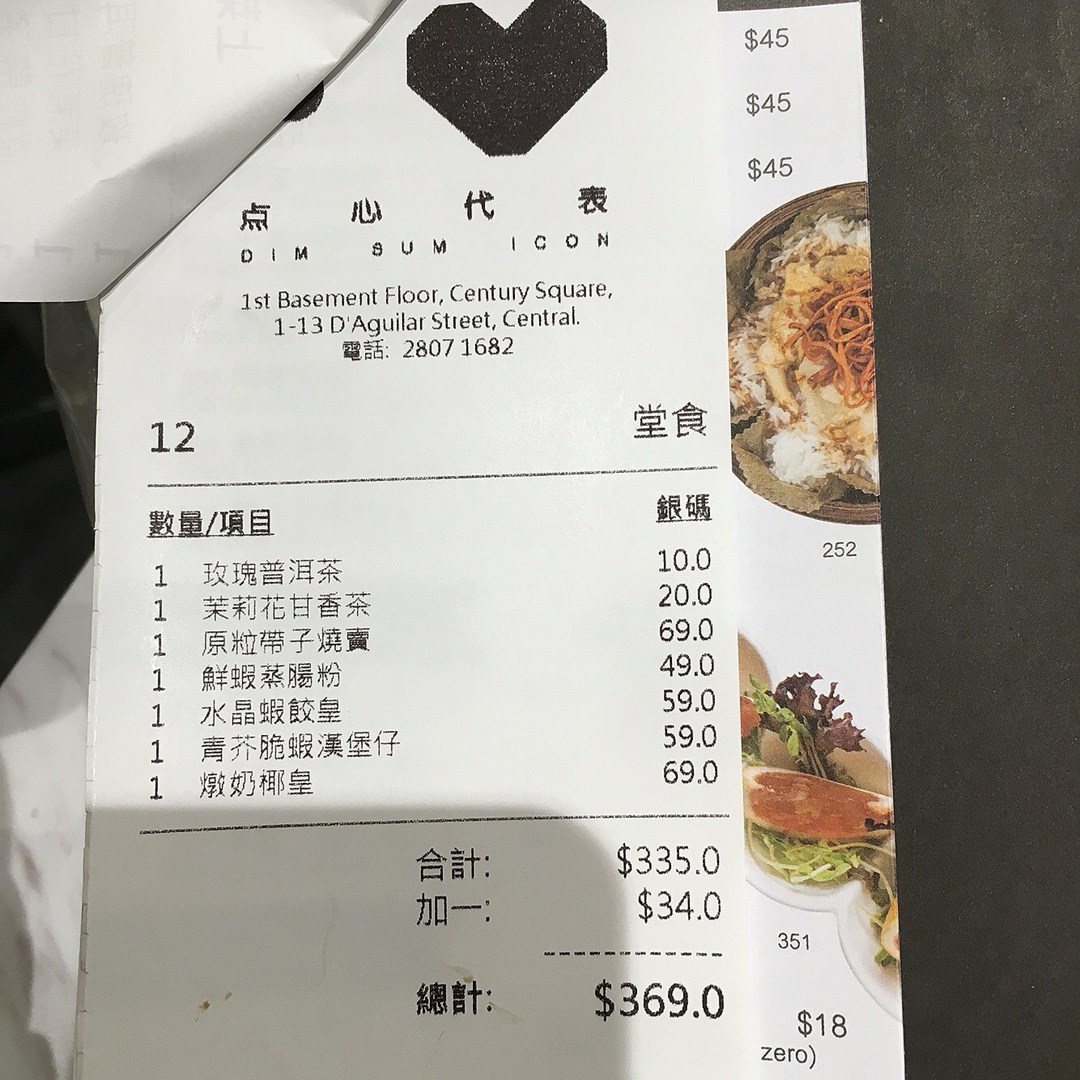 点心代表
DIM SUM ICON
1st Basement Floor, Century Square,
1-13 D'Aguilar Street, Central.
電話: 2807 1682
12 堂食
數量/項目 銀碼
1 玫瑰普洱茶 10.0
1 茉莉花甘香茶 20.0
1 原粒帶子燒賣 69.0
1 鮮蝦蒸腸粉 49.0
1 水晶蝦餃皇 59.0
1 青芥脆蝦漢堡仔 59.0
1 燉奶椰皇 69.0
合計: $335.0
加一: $34.0
總計: $369.0
$45
$45
$45
252
351
$18
zero)